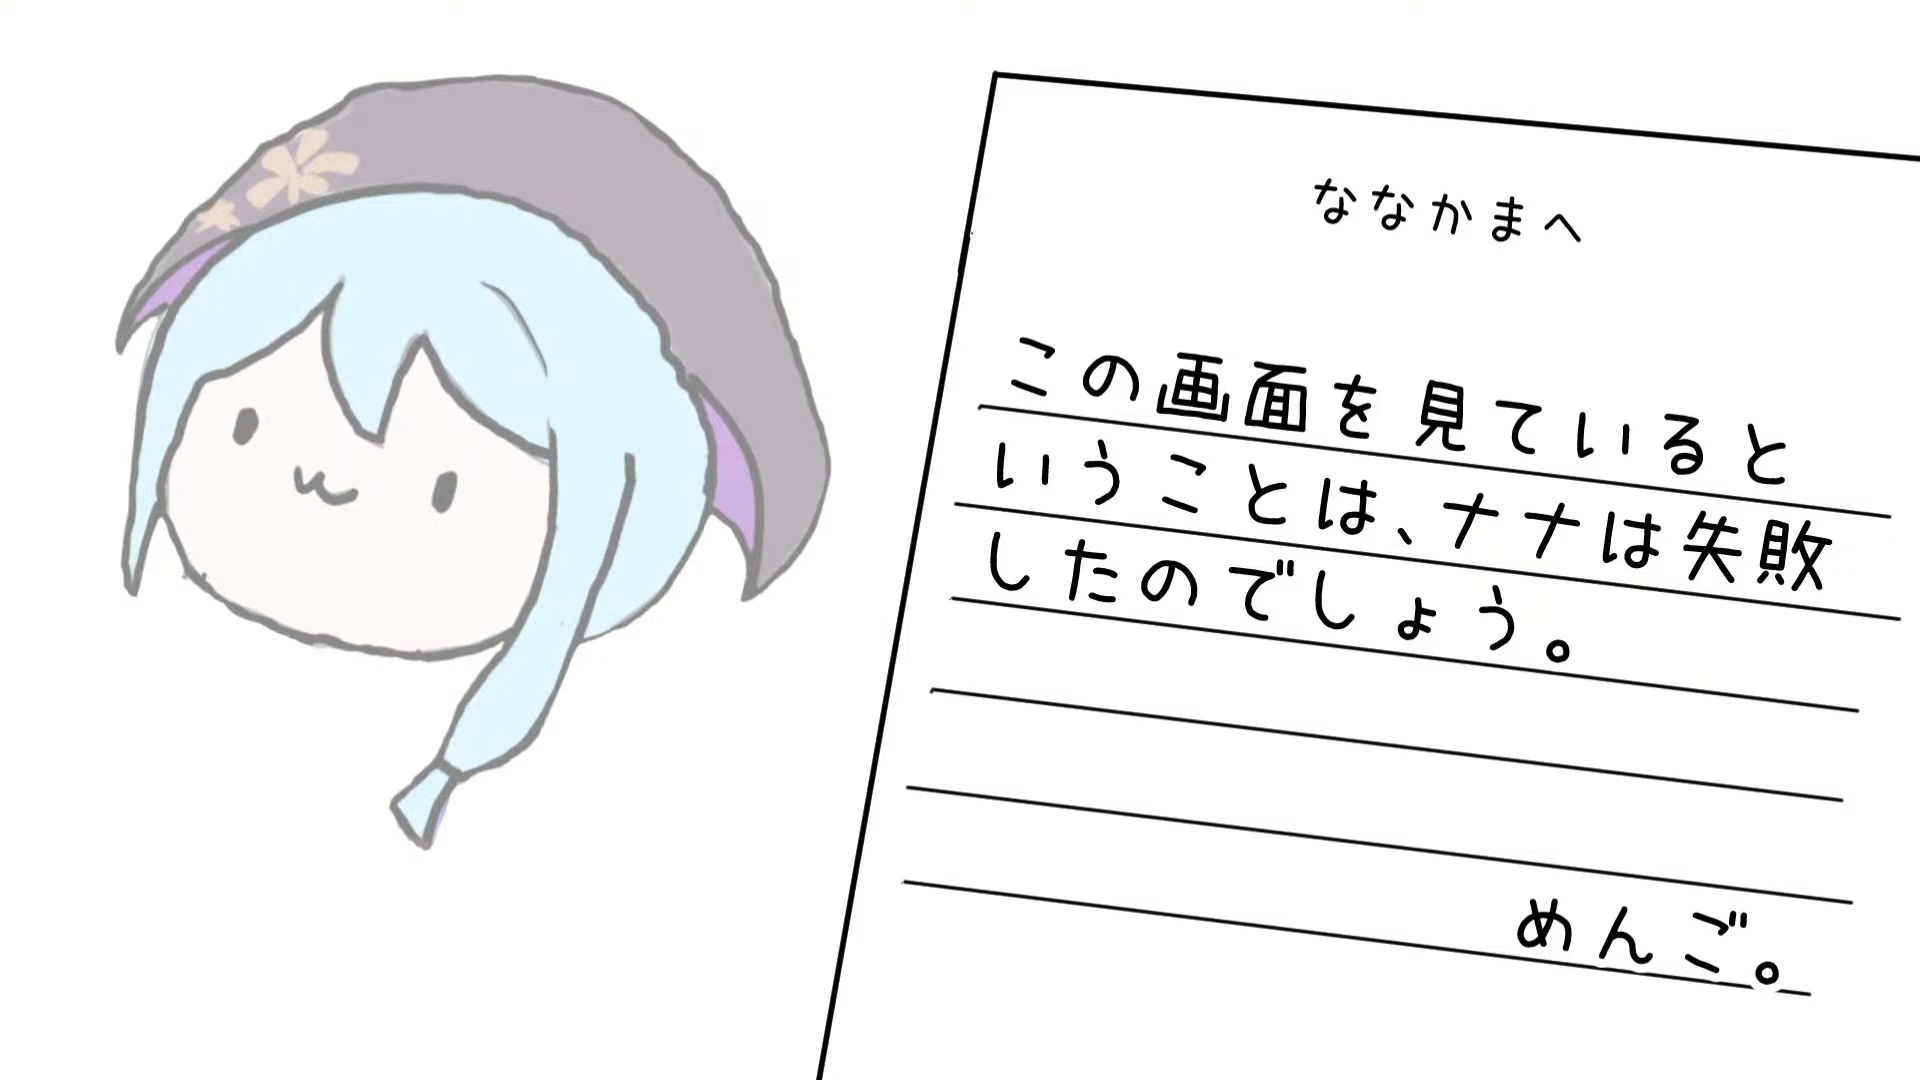 ななかまへ
この画面を見ていると
いうことは、ナナは失敗
したのでしょう。
めんご。